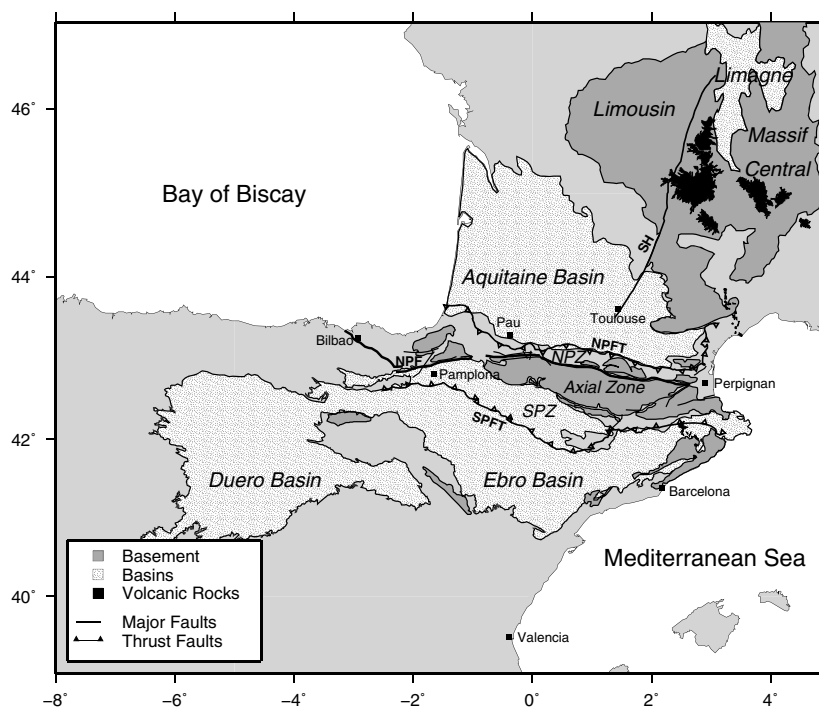 46°
44°
42°
40°
−8°
−6°
−4°
−2°
0°
2°
4°
Limagne
Limousin
Massif
Central
Bay of Biscay
SH
Aquitaine Basin
Toulouse
Pau
Bilbao
NPFT
NPZ
NPF
Pamplona
Axial Zone
Perpignan
SPZ
SPFT
Duero Basin
Ebro Basin
Barcelona
Mediterranean Sea
Valencia
Basement
Basins
Volcanic Rocks
Major Faults
Thrust Faults